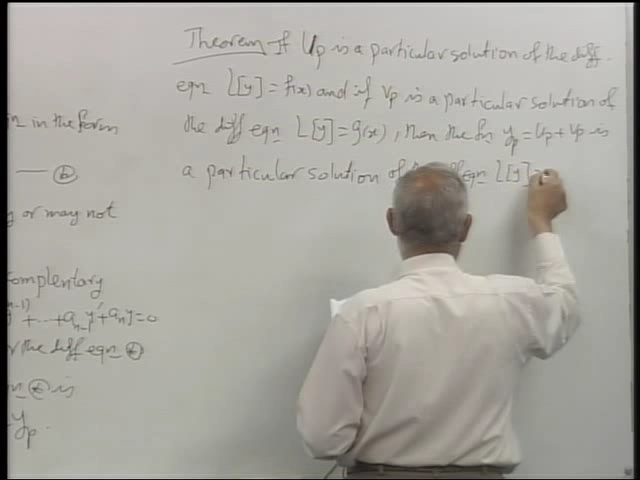 Theorem If Up is a particular solution of the diff.
eqn L[y] = f(x) and if Vp is a particular solution of
the diff eqn L[y] = g(x), then the fn yp = Up + Vp is
a particular solution of eqn L[y] =
in the form
— b
or may not
omplentary
+ ... + an-1 y' + an y = 0
the diff eqn
is
yp.